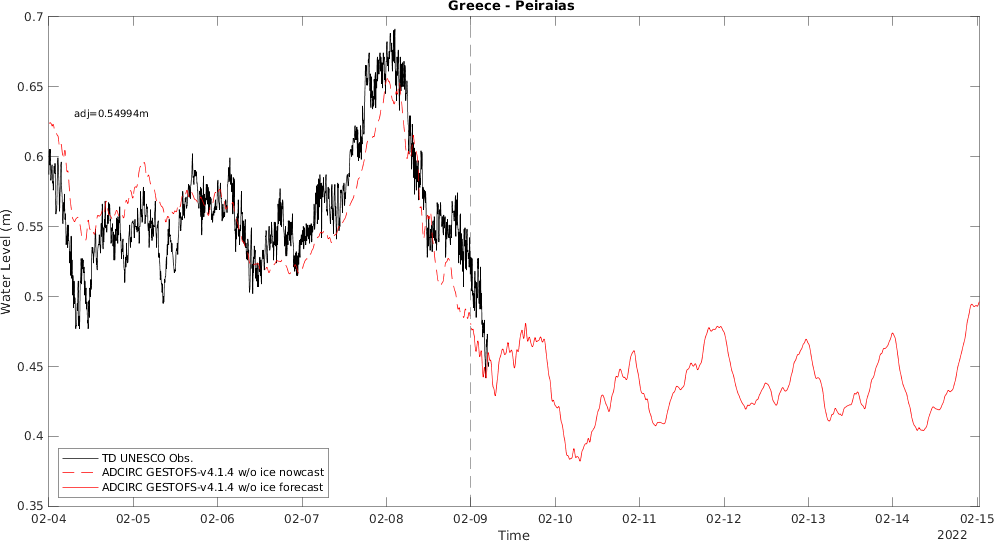 Greece - Peiraias
0.7
0.65
0.6
0.55
0.5
0.45
0.4
0.35
Water Level (m)
adj=0.54994m
TD UNESCO Obs.
ADCIRC GESTOFS-v4.1.4 w/o ice nowcast
ADCIRC GESTOFS-v4.1.4 w/o ice forecast
02-04 02-05 02-06 02-07 02-08 02-09 02-10 02-11 02-12 02-13 02-14 02-15
Time
2022